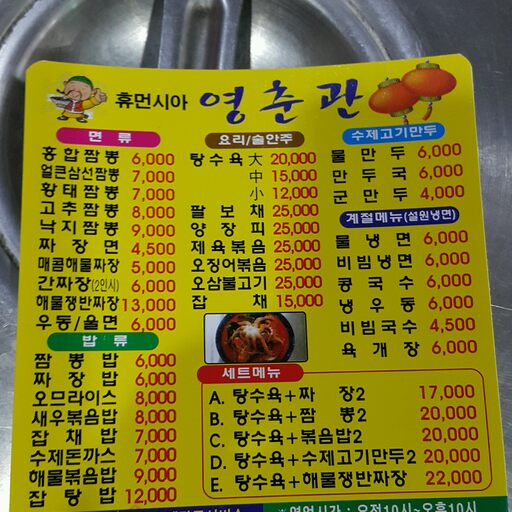 휴먼시아 영춘관
면 류
홍합짬뽕 6,000
얼큰삼선짬뽕 7,000
황태짬뽕 7,000
고추짬뽕 8,000
낙지짬뽕 9,000
짜 장 면 4,500
매콤해물짜장 5,000
간짜장(2인시) 6,000
해물쟁반짜장 13,000
우동/울면 6,000
밥 류
짬 뽕 밥 6,000
짜 장 밥 6,000
오므라이스 8,000
새우볶음밥 8,000
잡 채 밥 7,000
수제돈까스 7,000
해물볶음밥 9,000
잡 탕 밥 12,000
요리/술안주
탕수육 大 20,000
中 15,000
小 12,000
팔 보 채 25,000
양 장 피 25,000
제육볶음 25,000
오징어볶음 25,000
오삼불고기 25,000
잡 채 15,000
수제고기만두
물 만 두 6,000
만 두 국 6,000
군 만 두 4,000
계절메뉴(설원냉면)
물 냉 면 6,000
비빔냉면 6,000
콩 국 수 6,000
냉 우 동 6,000
비빔국수 4,500
육 개 장 6,000
세트메뉴
A. 탕수육+짜 장2 17,000
B. 탕수육+짬 뽕2 20,000
C. 탕수육+볶음밥2 20,000
D. 탕수육+수제고기만두2 20,000
E. 탕수육+해물쟁반짜장 22,000
*영업시간 : 오전10시~오후10시